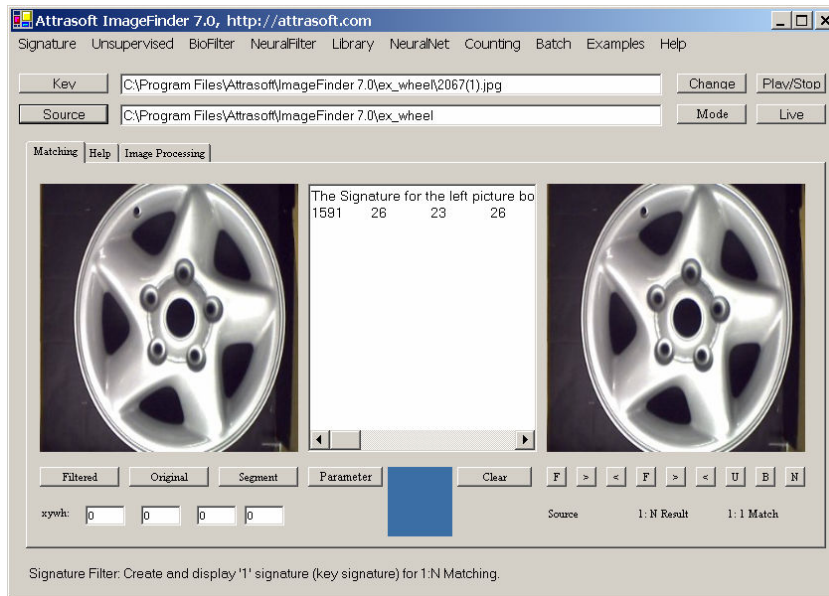 Attrasoft ImageFinder 7.0, http://attrasoft.com
Signature Unsupervised BioFilter NeuralFilter Library NeuralNet Counting Batch Examples Help
Key C:\Program Files\Attrasoft\ImageFinder 7.0\ex_wheel\2067(1).jpg Change Play/Stop
Source C:\Program Files\Attrasoft\ImageFinder 7.0\ex_wheel Mode Live
Matching Help Image Processing
The Signature for the left picture bo
1591 26 23 26
Filtered Original Segment Parameter Clear F > < F > < U B N
xywh: 0 0 0 0 Source 1: N Result 1: 1 Match
Signature Filter: Create and display '1' signature (key signature) for 1:N Matching.